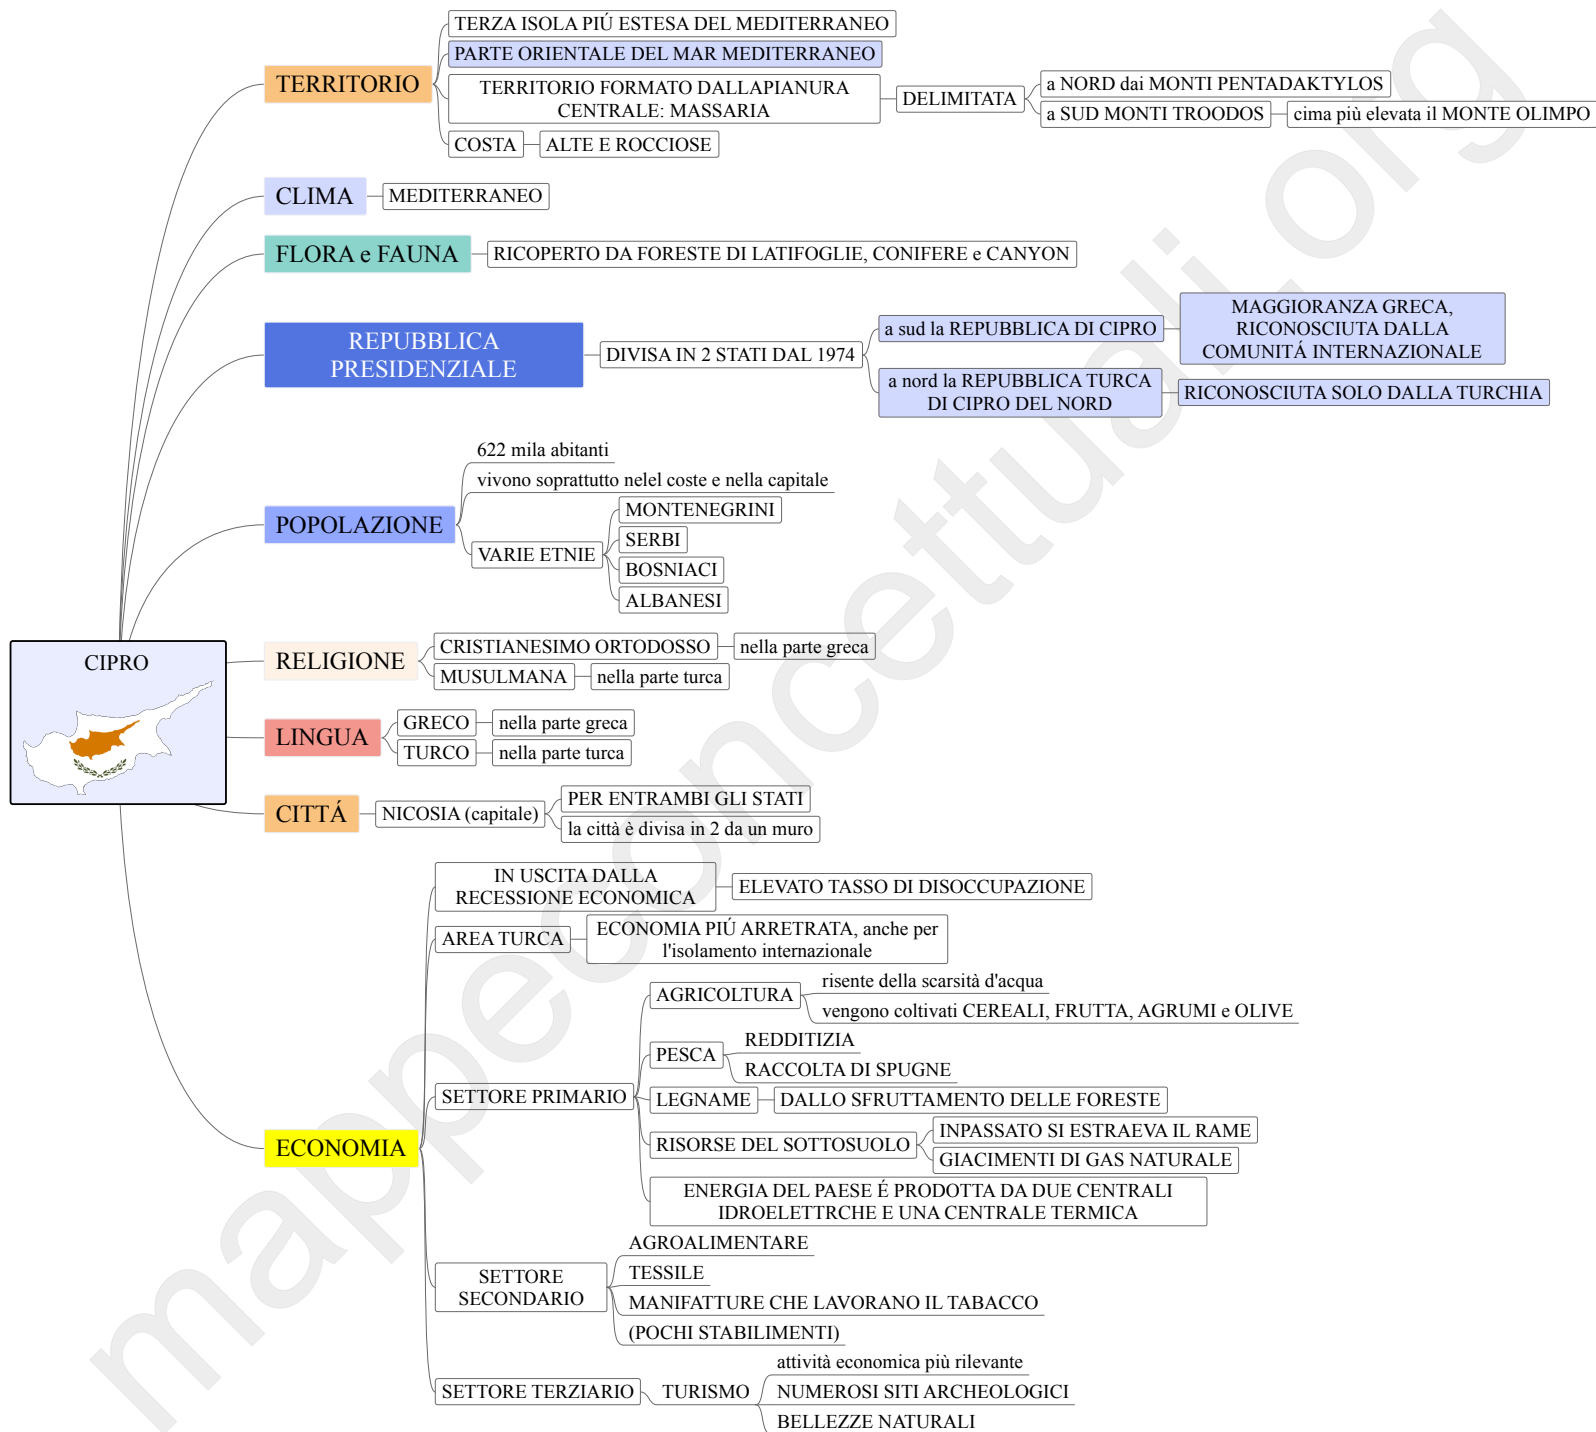 TERZA ISOLA PIÚ ESTESA DEL MEDITERRANEO
PARTE ORIENTALE DEL MAR MEDITERRANEO
TERRITORIO
TERRITORIO FORMATO DALLAPIANURA
CENTRALE: MASSARIA
DELIMITATA
a NORD dai MONTI PENTADAKTYLOS
a SUD MONTI TROODOS
cima più elevata il MONTE OLIMPO
COSTA
ALTE E ROCCIOSE
CLIMA
MEDITERRANEO
FLORA e FAUNA
RICOPERTO DA FORESTE DI LATIFOGLIE, CONIFERE e CANYON
REPUBBLICA
PRESIDENZIALE
DIVISA IN 2 STATI DAL 1974
a sud la REPUBBLICA DI CIPRO
MAGGIORANZA GRECA,
RICONOSCIUTA DALLA
COMUNITÁ INTERNAZIONALE
a nord la REPUBBLICA TURCA
DI CIPRO DEL NORD
RICONOSCIUTA SOLO DALLA TURCHIA
POPOLAZIONE
622 mila abitanti
vivono soprattutto nelel coste e nella capitale
VARIE ETNIE
MONTENEGRINI
SERBI
BOSNIACI
ALBANESI
CIPRO
RELIGIONE
CRISTIANESIMO ORTODOSSO
nella parte greca
MUSULMANA
nella parte turca
LINGUA
GRECO
nella parte greca
TURCO
nella parte turca
CITTÁ
NICOSIA (capitale)
PER ENTRAMBI GLI STATI
la città è divisa in 2 da un muro
ECONOMIA
IN USCITA DALLA
RECESSIONE ECONOMICA
ELEVATO TASSO DI DISOCCUPAZIONE
AREA TURCA
ECONOMIA PIÚ ARRETRATA, anche per
l'isolamento internazionale
SETTORE PRIMARIO
AGRICOLTURA
risente della scarsità d'acqua
vengono coltivati CEREALI, FRUTTA, AGRUMI e OLIVE
PESCA
REDDITIZIA
RACCOLTA DI SPUGNE
LEGNAME
DALLO SFRUTTAMENTO DELLE FORESTE
RISORSE DEL SOTTOSUOLO
INPASSATO SI ESTRAEVA IL RAME
GIACIMENTI DI GAS NATURALE
ENERGIA DEL PAESE É PRODOTTA DA DUE CENTRALI
IDROELETTRCHE E UNA CENTRALE TERMICA
SETTORE
SECONDARIO
AGROALIMENTARE
TESSILE
MANIFATTURE CHE LAVORANO IL TABACCO
(POCHI STABILIMENTI)
SETTORE TERZIARIO
TURISMO
attività economica più rilevante
NUMEROSI SITI ARCHEOLOGICI
BELLEZZE NATURALI
mappeconcettuali.org